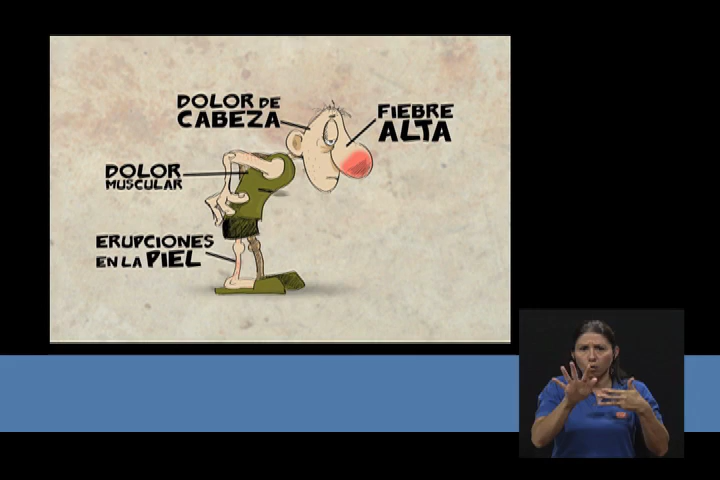 DOLOR DE
CABEZA
FIEBRE
ALTA
DOLOR
MUSCULAR
ERUPCIONES
EN LA PIEL